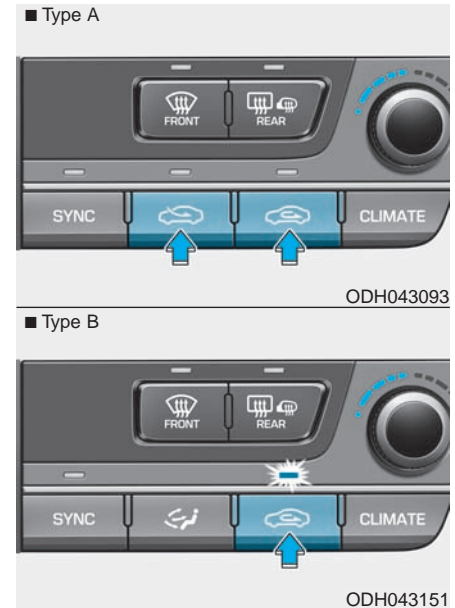 ■ Type A
FRONT
REAR
SYNC
CLIMATE
ODH043093
■ Type B
FRONT
REAR
SYNC
CLIMATE
ODH043151